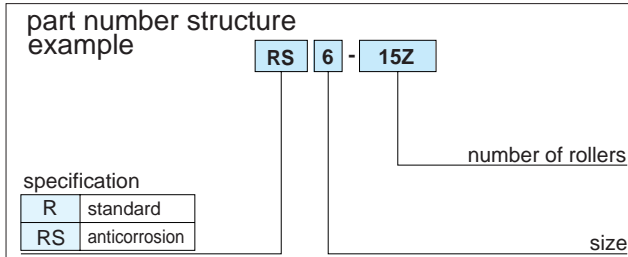 part number structure
example
RS 6 - 15Z
number of rollers
specification
R standard
RS anticorrosion
size